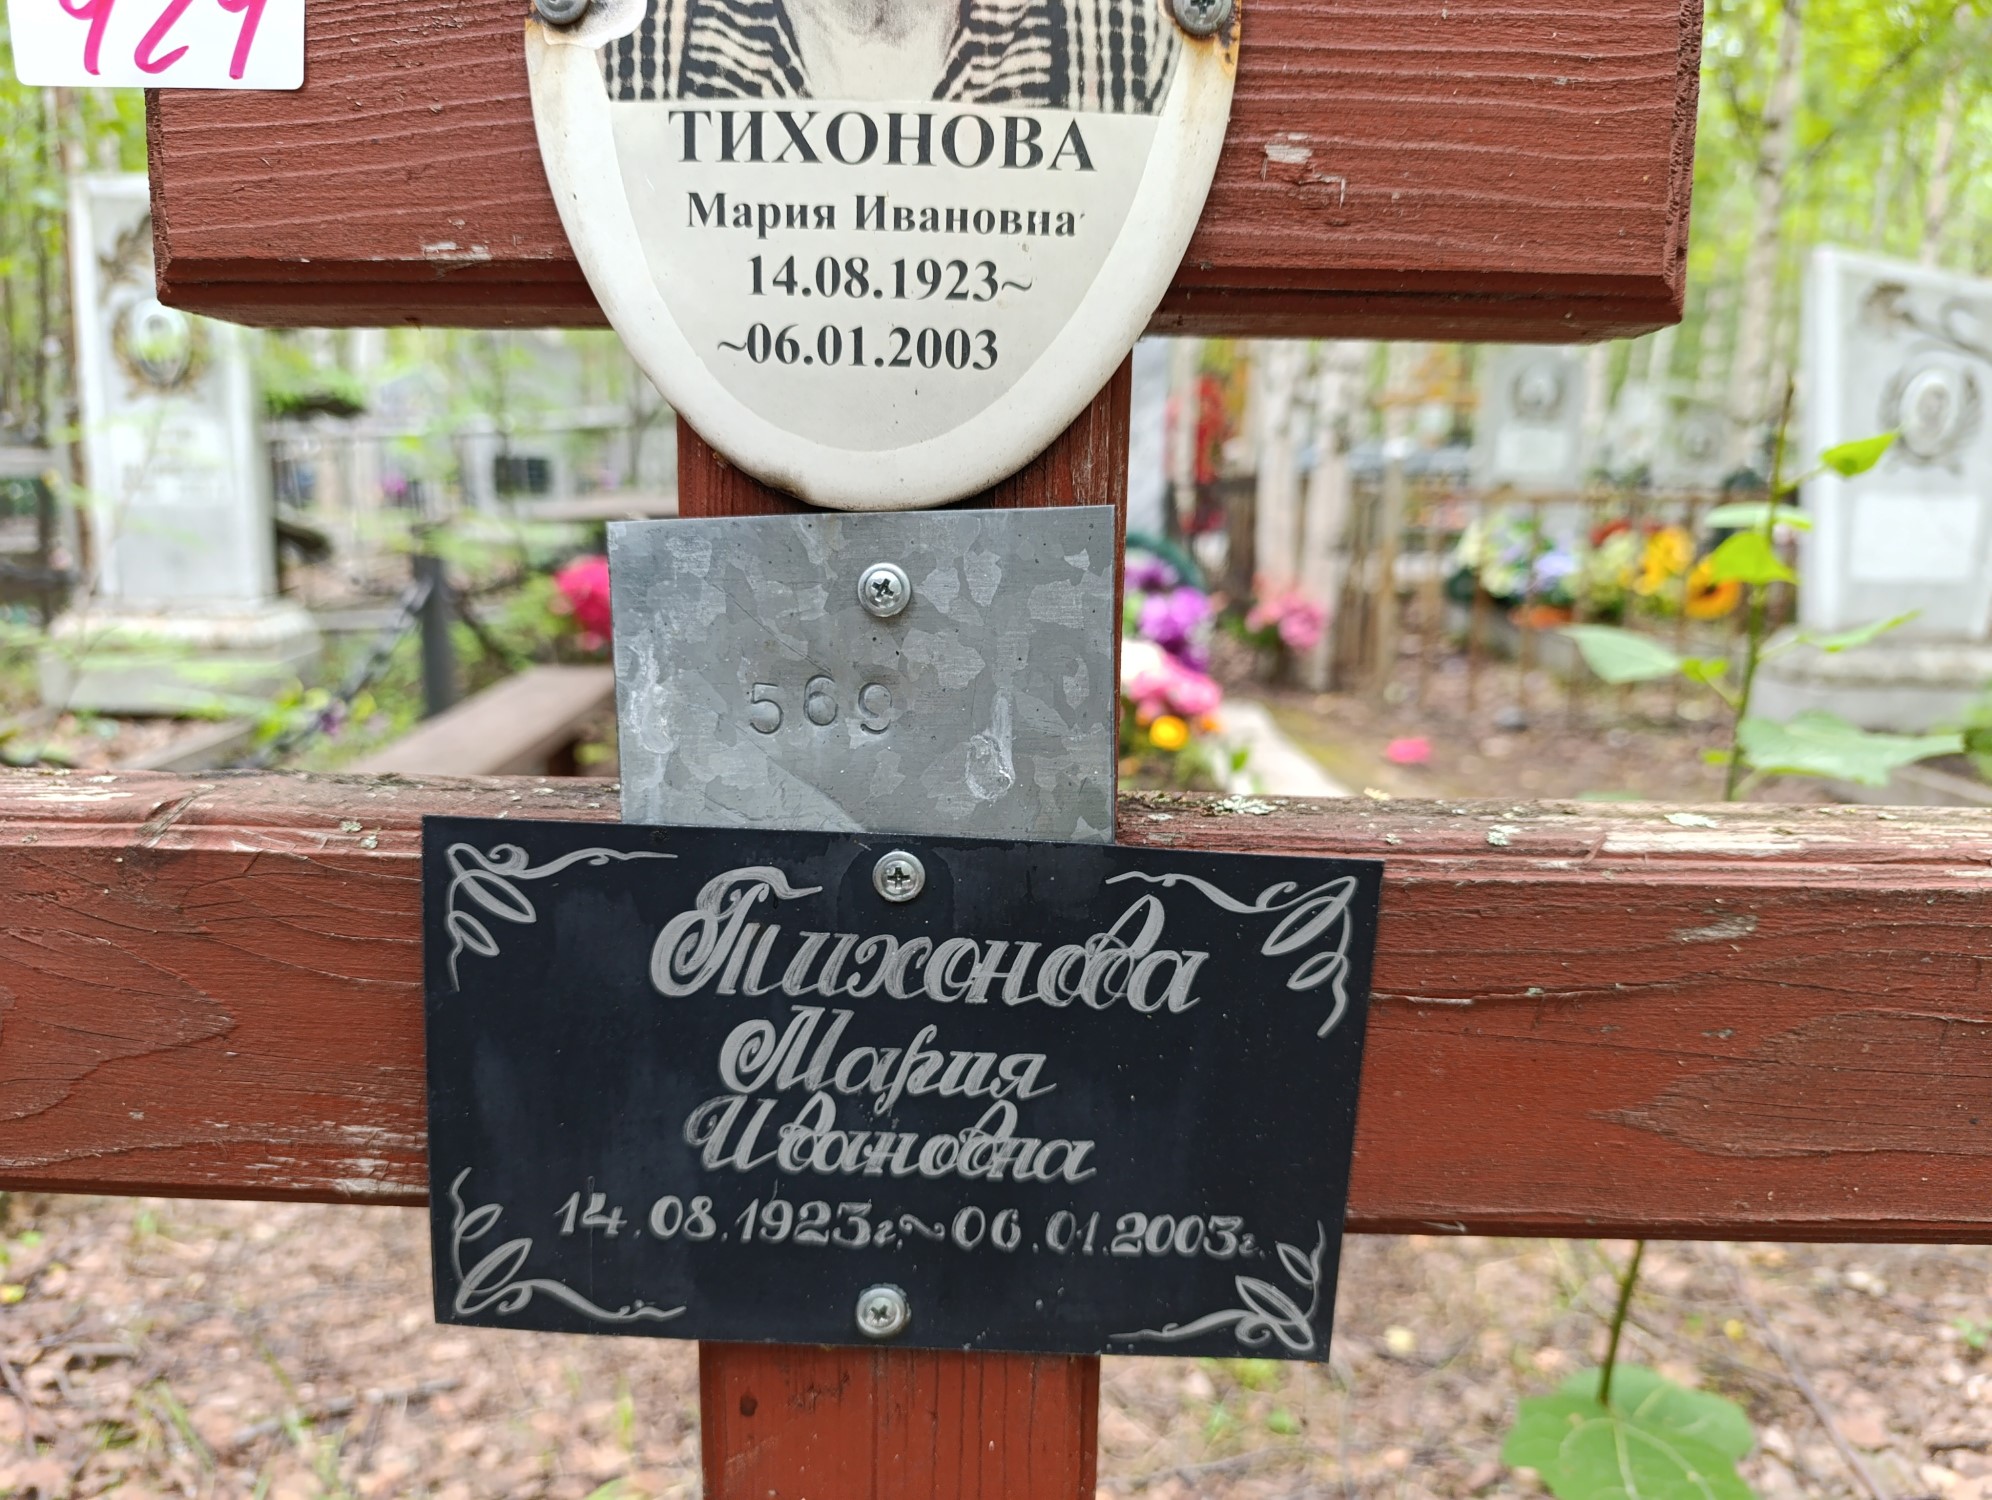 ТИХОНОВА
Мария Ивановна
14.08.1923~
~06.01.2003
569
Тихонова
Мария
Ивановна
14.08.1923г.~06.01.2003г.